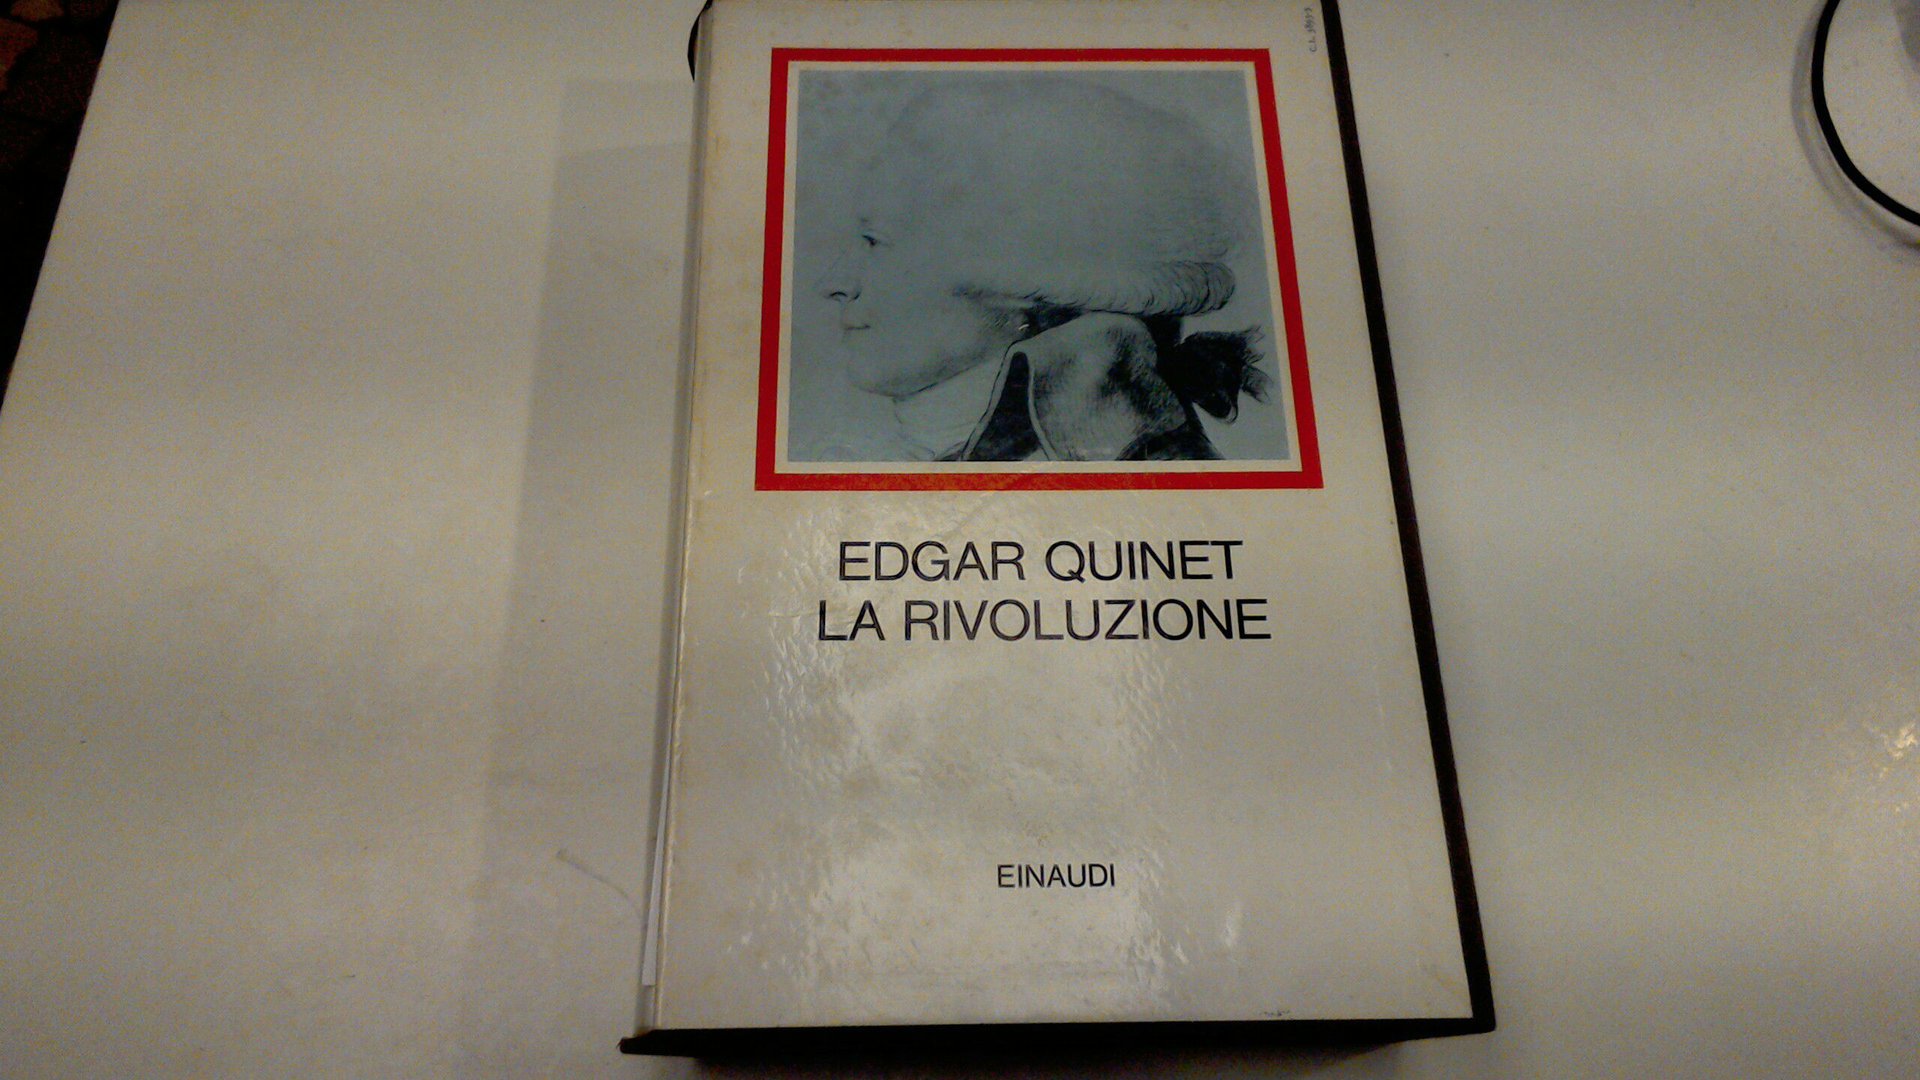 EDGAR QUINET
LA RIVOLUZIONE
EINAUDI